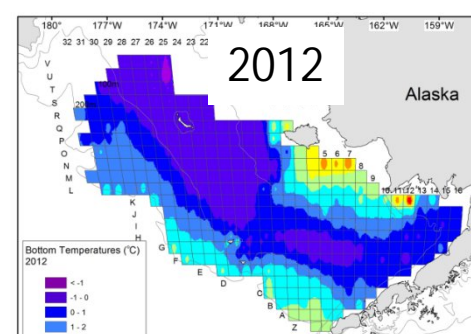 180° 177°W 174°W 171°W 168°W 165°W 162°W 159°W
32 31 30 29 28 27 26 25 24 23 22
2012
Alaska
V
U
T
S
R
Q
P
O
N
M
L
K
J
I
H
G
F
E
D
C
B
A
Z
100m
200m
5 6 7
8
9
10 11 12 13 14 15 16
Bottom Temperatures (°C)
2012
< -1
-1 - 0
0 - 1
1 - 2